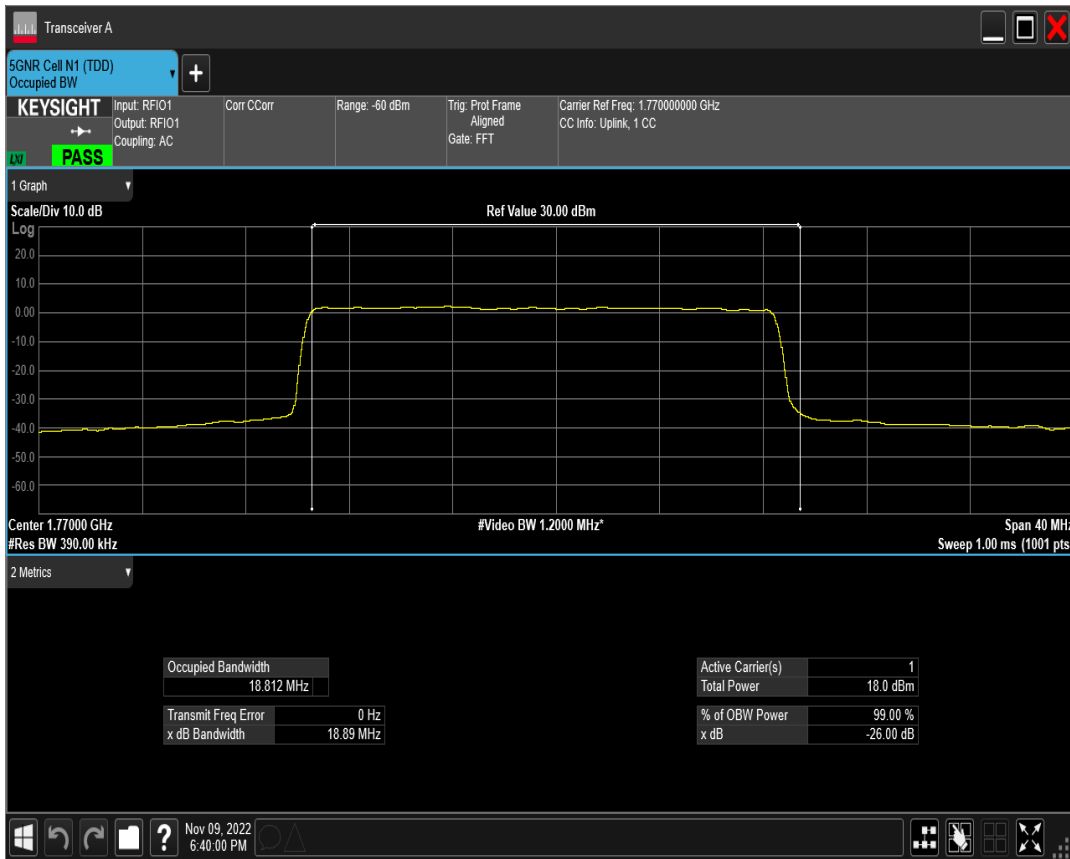 Transceiver A
5GNR Cell N1 (TDD)
Occupied BW
+
KEYSIGHT
LXI
PASS
Input: RFIO1
Output: RFIO1
Coupling: AC
Corr CCorr
Range: -60 dBm
Trig: Prot Frame
Aligned
Gate: FFT
Carrier Ref Freq: 1.770000000 GHz
CC Info: Uplink, 1 CC
1 Graph
Scale/Div 10.0 dB
Ref Value 30.00 dBm
Log
20.0
10.0
0.00
-10.0
-20.0
-30.0
-40.0
-50.0
-60.0
Center 1.77000 GHz
#Video BW 1.2000 MHz*
Span 40 MHz
#Res BW 390.00 kHz
Sweep 1.00 ms (1001 pts
2 Metrics
Occupied Bandwidth
18.812 MHz
Transmit Freq Error 0 Hz
x dB Bandwidth 18.89 MHz
Active Carrier(s) 1
Total Power 18.0 dBm
% of OBW Power 99.00 %
x dB -26.00 dB
?
Nov 09, 2022
6:40:00 PM